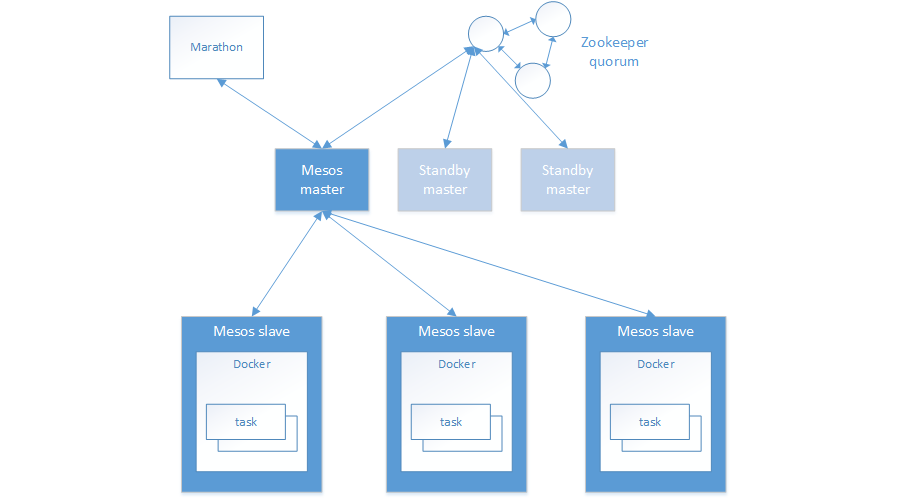 Marathon
Zookeeper
quorum
Mesos
master
Standby
master
Standby
master
Mesos slave
Docker
task
Mesos slave
Docker
task
Mesos slave
Docker
task